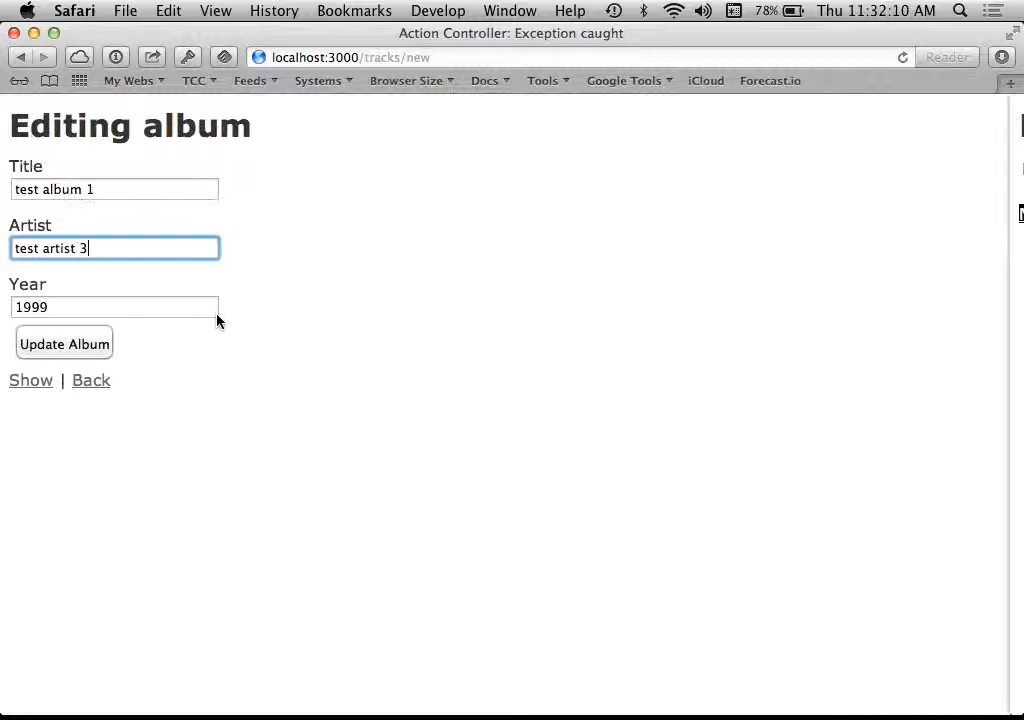 Safari File Edit View History Bookmarks Develop Window Help 78% Thu 11:32:10 AM
Action Controller: Exception caught
localhost:3000/tracks/new Reader
My Webs TCC Feeds Systems Browser Size Docs Tools Google Tools iCloud Forecast.io
Editing album
Title
test album 1
Artist
test artist 3
Year
1999
Update Album
Show | Back